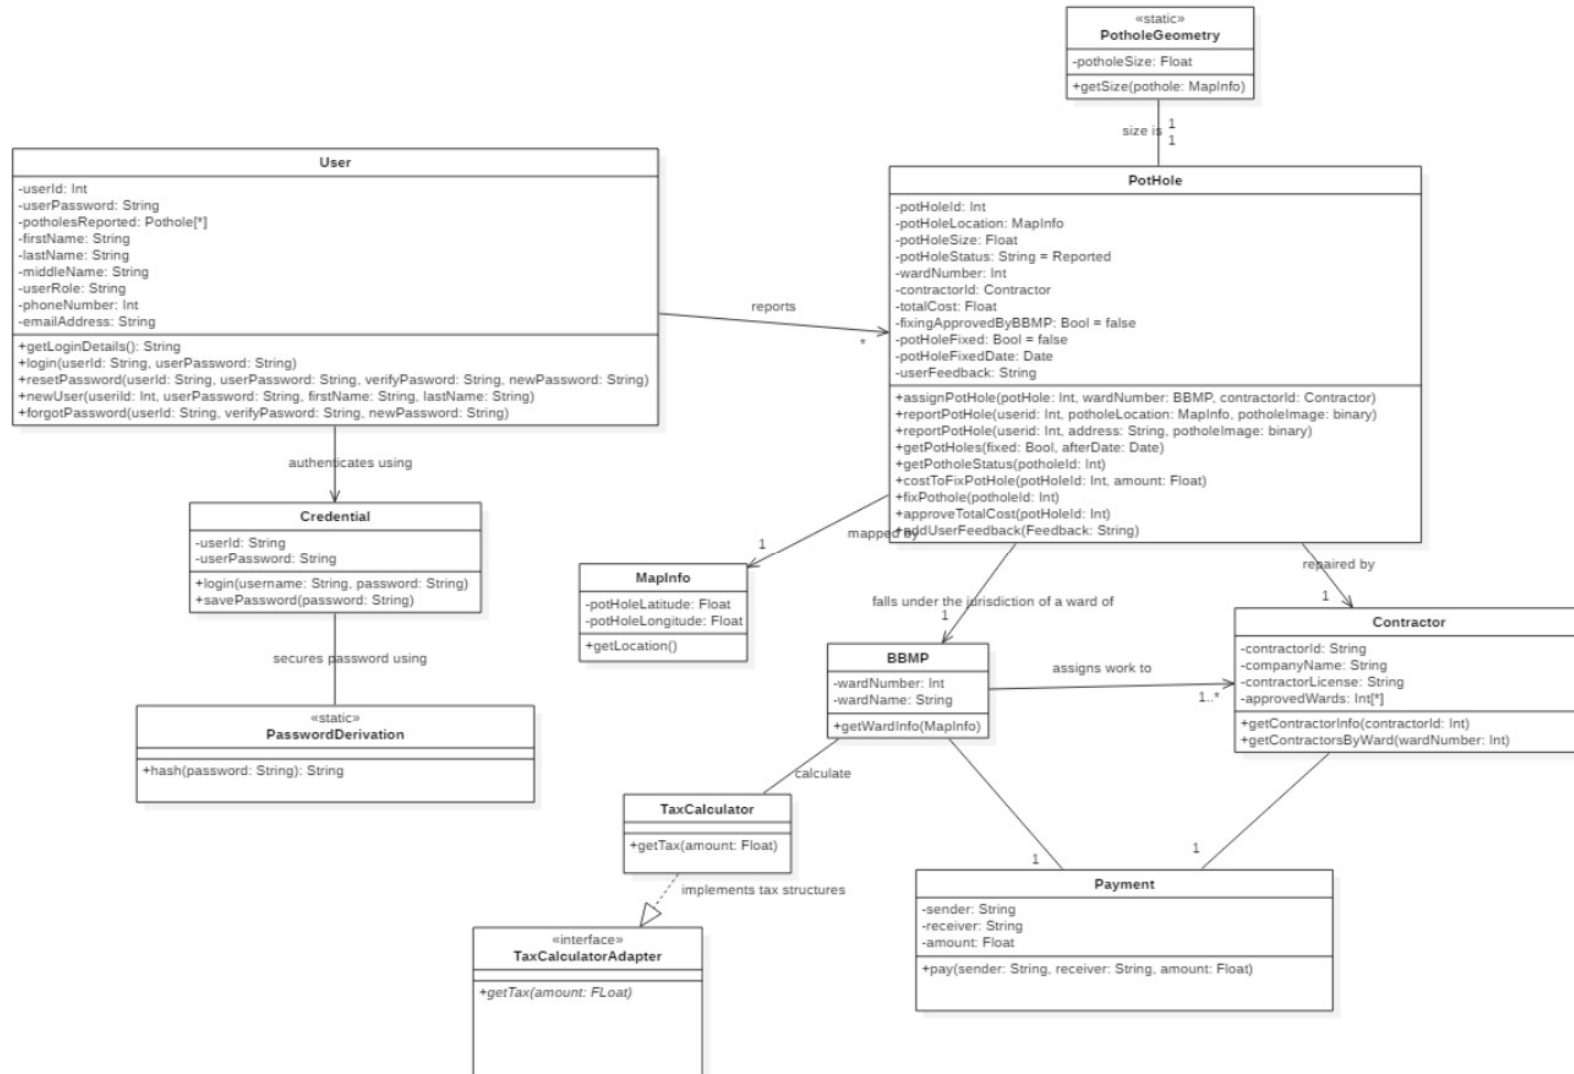 «static»
PotholeGeometry
-potholeSize: Float
+getSize(pothole: MapInfo)
size is
1
1
User
-userId: Int
-userPassword: String
-potholesReported: Pothole[*]
-firstName: String
-lastName: String
-middleName: String
-userRole: String
-phoneNumber: Int
-emailAddress: String
+getLoginDetails(): String
+login(userId: String, userPassword: String)
+resetPassword(userId: String, userPassword: String, verifyPasword: String, newPassword: String)
+newUser(useriId: Int, userPassword: String, firstName: String, lastName: String)
+forgotPassword(userId: String, verifyPasword: String, newPassword: String)
reports
*
PotHole
-potHoleId: Int
-potHoleLocation: MapInfo
-potHoleSize: Float
-potHoleStatus: String = Reported
-wardNumber: Int
-contractorId: Contractor
-totalCost: Float
-fixingApprovedByBBMP: Bool = false
-potHoleFixed: Bool = false
-potHoleFixedDate: Date
-userFeedback: String
+assignPotHole(potHole: Int, wardNumber: BBMP, contractorId: Contractor)
+reportPotHole(userid: Int, potholeLocation: MapInfo, potholeImage: binary)
+reportPotHole(userid: Int, address: String, potholeImage: binary)
+getPotHoles(fixed: Bool, afterDate: Date)
+getPotholeStatus(potholeId: Int)
+costToFixPotHole(potHoleId: Int, amount: Float)
+fixPothole(potholeId: Int)
+approveTotalCost(potHoleId: Int)
+addUserFeedback(Feedback: String)
authenticates using
Credential
-userId: String
-userPassword: String
+login(username: String, password: String)
+savePassword(password: String)
secures password using
«static»
PasswordDerivation
+hash(password: String): String
mapped by
1
MapInfo
-potHoleLatitude: Float
-potHoleLongitude: Float
+getLocation()
falls under the jurisdiction of a ward of
1
repaired by
1
BBMP
-wardNumber: Int
-wardName: String
+getWardInfo(MapInfo)
assigns work to
1..*
Contractor
-contractorId: String
-companyName: String
-contractorLicense: String
-approvedWards: Int[*]
+getContractorInfo(contractorId: Int)
+getContractorsByWard(wardNumber: Int)
calculate
TaxCalculator
+getTax(amount: Float)
implements tax structures
«interface»
TaxCalculatorAdapter
+getTax(amount: FLoat)
1
1
Payment
-sender: String
-receiver: String
-amount: Float
+pay(sender: String, receiver: String, amount: Float)